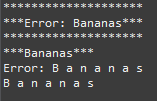 ********************
***Error: Bananas***
********************
***Bananas***
Error: B a n a n a s
B a n a n a s